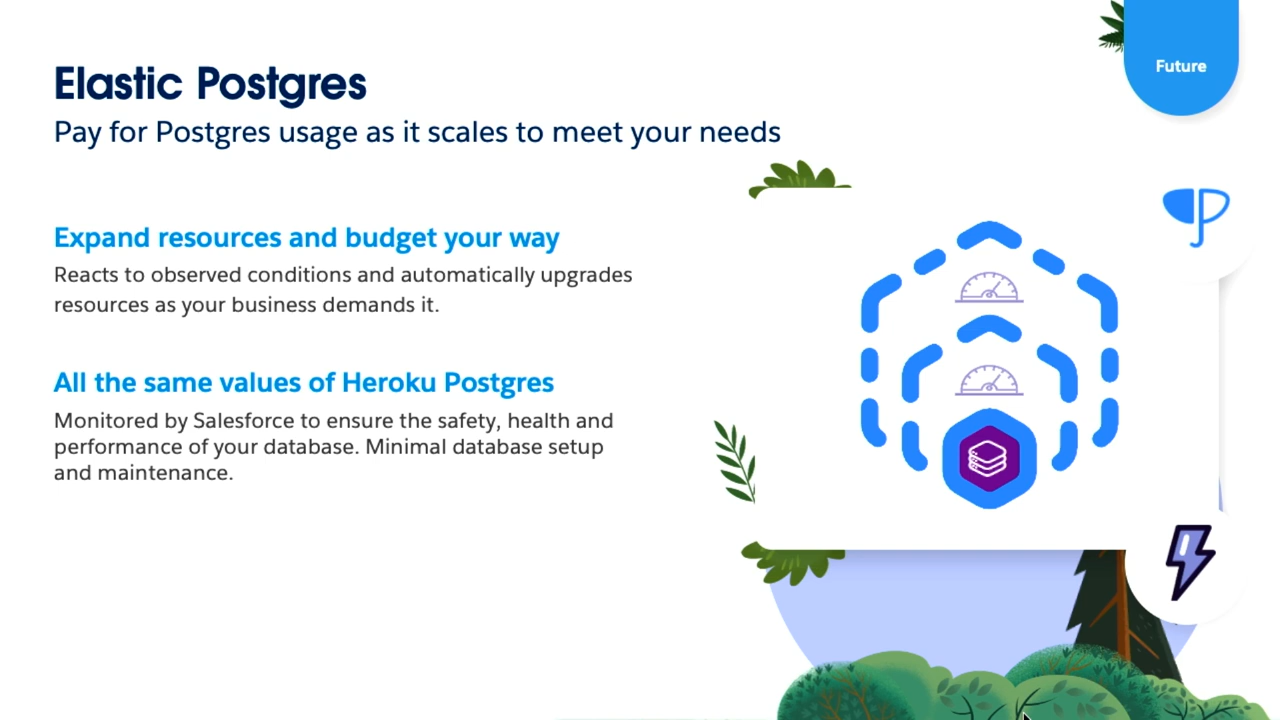 Future
Elastic Postgres
Pay for Postgres usage as it scales to meet your needs
Expand resources and budget your way
Reacts to observed conditions and automatically upgrades
resources as your business demands it.
All the same values of Heroku Postgres
Monitored by Salesforce to ensure the safety, health and
performance of your database. Minimal database setup
and maintenance.